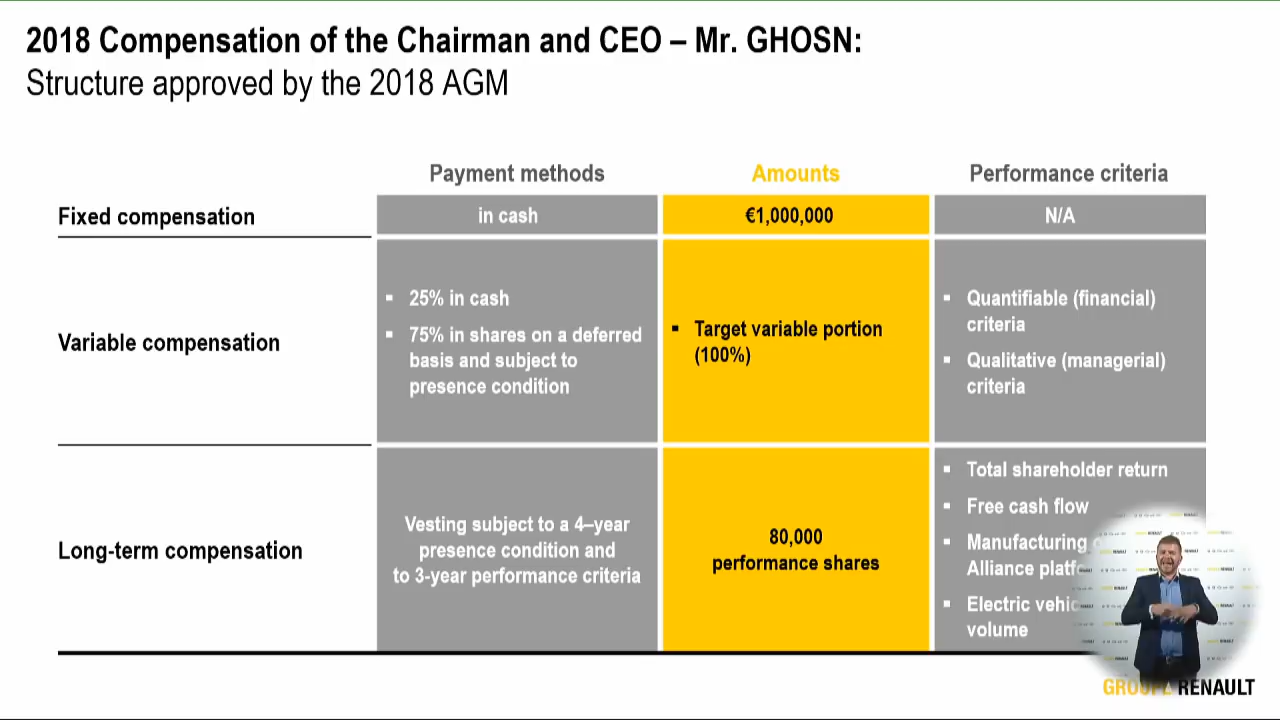 2018 Compensation of the Chairman and CEO – Mr. GHOSN:
Structure approved by the 2018 AGM
Payment methods
Amounts
Performance criteria
Fixed compensation
in cash
€1,000,000
N/A
Variable compensation
▪ 25% in cash
▪ 75% in shares on a deferred
basis and subject to
presence condition
▪ Target variable portion
(100%)
▪ Quantifiable (financial)
criteria
▪ Qualitative (managerial)
criteria
Long-term compensation
Vesting subject to a 4–year
presence condition and
to 3-year performance criteria
80,000
performance shares
▪ Total shareholder return
▪ Free cash flow
▪ Manufacturing
Alliance
▪ Electric
volume
GROUPE RENAULT